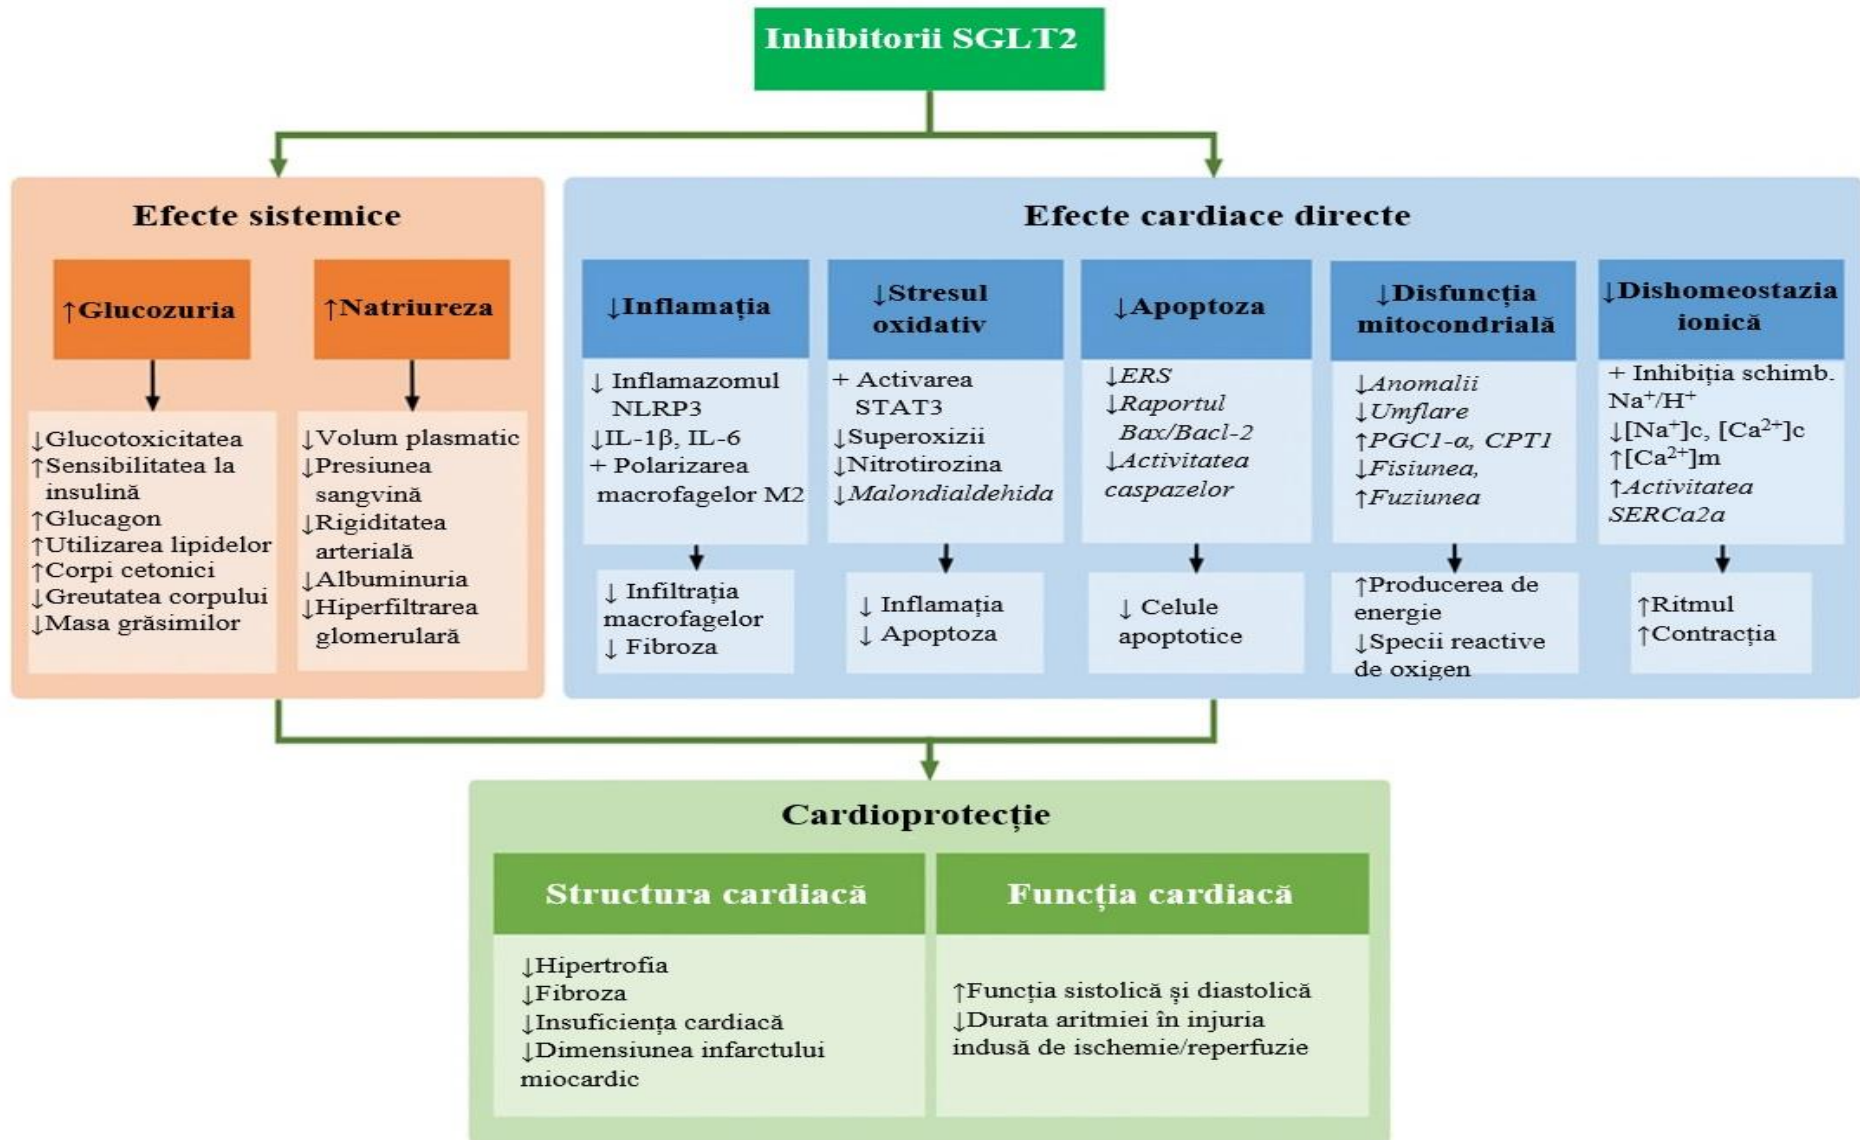 Inhibitorii SGLT2
Efecte sistemice
↑Glucozuria
↓Glucotoxicitatea
↑Sensibilitatea la
insulină
↑Glucagon
↑Utilizarea lipidelor
↑Corpi cetonici
↓Greutatea corpului
↓Masa grăsimilor
↑Natriureza
↓Volum plasmatic
↓Presiunea
sangvină
↓Rigiditatea
arterială
↓Albuminuria
↓Hiperfiltrarea
glomerulară
Efecte cardiace directe
↓Inflamația
↓ Inflamazomul
NLRP3
↓IL-1β, IL-6
+ Polarizarea
macrofagelor M2
↓ Infiltrația
macrofagelor
↓ Fibroza
↓Stresul
oxidativ
+ Activarea
STAT3
↓Superoxizii
↓Nitrotirozina
↓Malondialdehida
↓ Inflamația
↓ Apoptoza
↓Apoptoza
↓ERS
↓Raportul
Bax/Bacl-2
↓Activitatea
caspazelor
↓ Celule
apoptotice
↓Disfuncția
mitocondrială
↓Anomalii
↓Umflare
↑PGC1-α, CPT1
↓Fisiunea,
↑Fuziunea
↑Producerea de
energie
↓Specii reactive
de oxigen
↓Dishomeostazia
ionică
+ Inhibiția schimb.
Na⁺/H⁺
↓[Na⁺]c, [Ca²⁺]c
↑[Ca²⁺]m
↑Activitatea
SERCa2a
↑Ritmul
↑Contracția
Cardioprotecție
Structura cardiacă
↓Hipertrofia
↓Fibroza
↓Insuficiența cardiacă
↓Dimensiunea infarctului
miocardic
Funcția cardiacă
↑Funcția sistolică și diastolică
↓Durata aritmiei în injuria
indusă de ischemie/reperfuzie